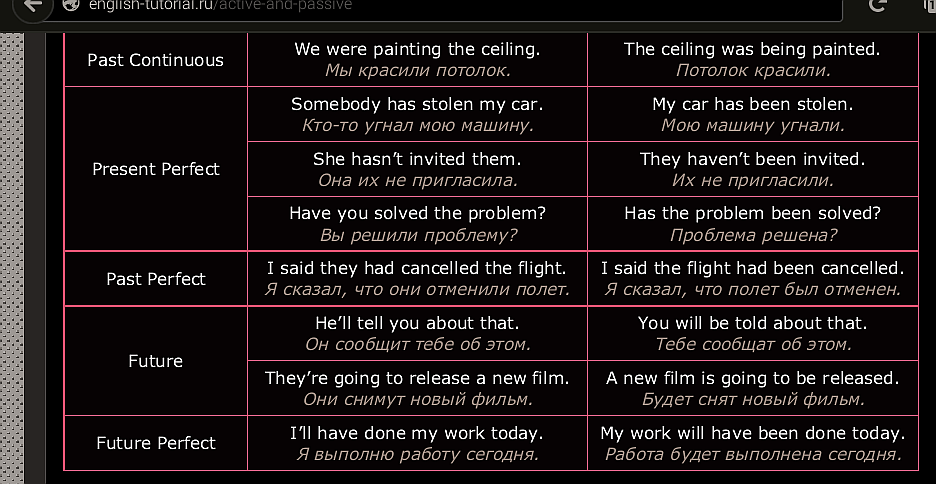 english-tutorial.ru/active-and-passive
Past Continuous
We were painting the ceiling.
Мы красили потолок.
The ceiling was being painted.
Потолок красили.
Present Perfect
Somebody has stolen my car.
Кто-то угнал мою машину.
My car has been stolen.
Мою машину угнали.
She hasn’t invited them.
Она их не пригласила.
They haven’t been invited.
Их не пригласили.
Have you solved the problem?
Вы решили проблему?
Has the problem been solved?
Проблема решена?
Past Perfect
I said they had cancelled the flight.
Я сказал, что они отменили полет.
I said the flight had been cancelled.
Я сказал, что полет был отменен.
Future
He’ll tell you about that.
Он сообщит тебе об этом.
You will be told about that.
Тебе сообщат об этом.
They’re going to release a new film.
Они снимут новый фильм.
A new film is going to be released.
Будет снят новый фильм.
Future Perfect
I’ll have done my work today.
Я выполню работу сегодня.
My work will have been done today.
Работа будет выполнена сегодня.